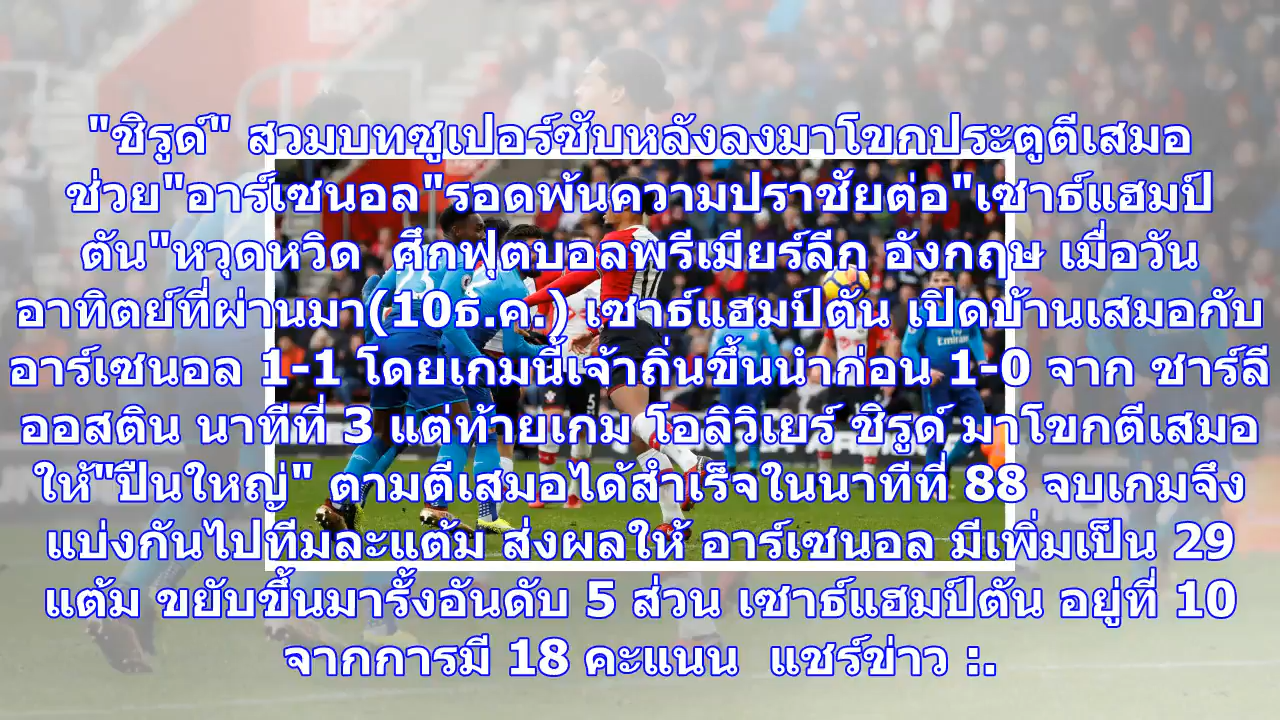 "ชิรูด์" สวมบทซูเปอร์ซับหลังลงมาโขกประตูตีเสมอ
ช่วย"อาร์เซนอล"รอดพ้นความปราชัยต่อ"เซาธ์แฮมป์
ตัน"หวุดหวิด  ศึกฟุตบอลพรีเมียร์ลีก อังกฤษ เมื่อวัน
อาทิตย์ที่ผ่านมา(10ธ.ค.) เซาธ์แฮมป์ตัน เปิดบ้านเสมอกับ
อาร์เซนอล 1-1 โดยเกมนี้เจ้าถิ่นขึ้นนำก่อน 1-0 จาก ชาร์ลี
ออสติน นาทีที่ 3 แต่ท้ายเกม โอลิวิเยร์ ชิรูด์ มาโขกตีเสมอ
ให้"ปืนใหญ่" ตามตีเสมอได้สำเร็จในนาทีที่ 88 จบเกมจึง
แบ่งกันไปทีมละแต้ม ส่งผลให้ อาร์เซนอล มีเพิ่มเป็น 29
แต้ม ขยับขึ้นมารั้งอันดับ 5 ส่วน เซาธ์แฮมป์ตัน อยู่ที่ 10
จากการมี 18 คะแนน  แชร์ข่าว :.